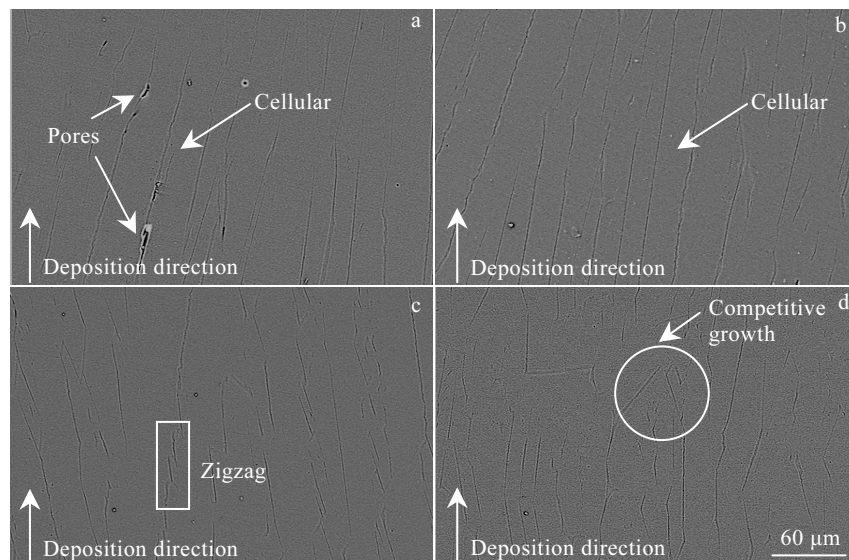 a
Pores
Cellular
Deposition direction
b
Cellular
Deposition direction
c
Zigzag
Deposition direction
Competitive
growth
d
Deposition direction
60 μm